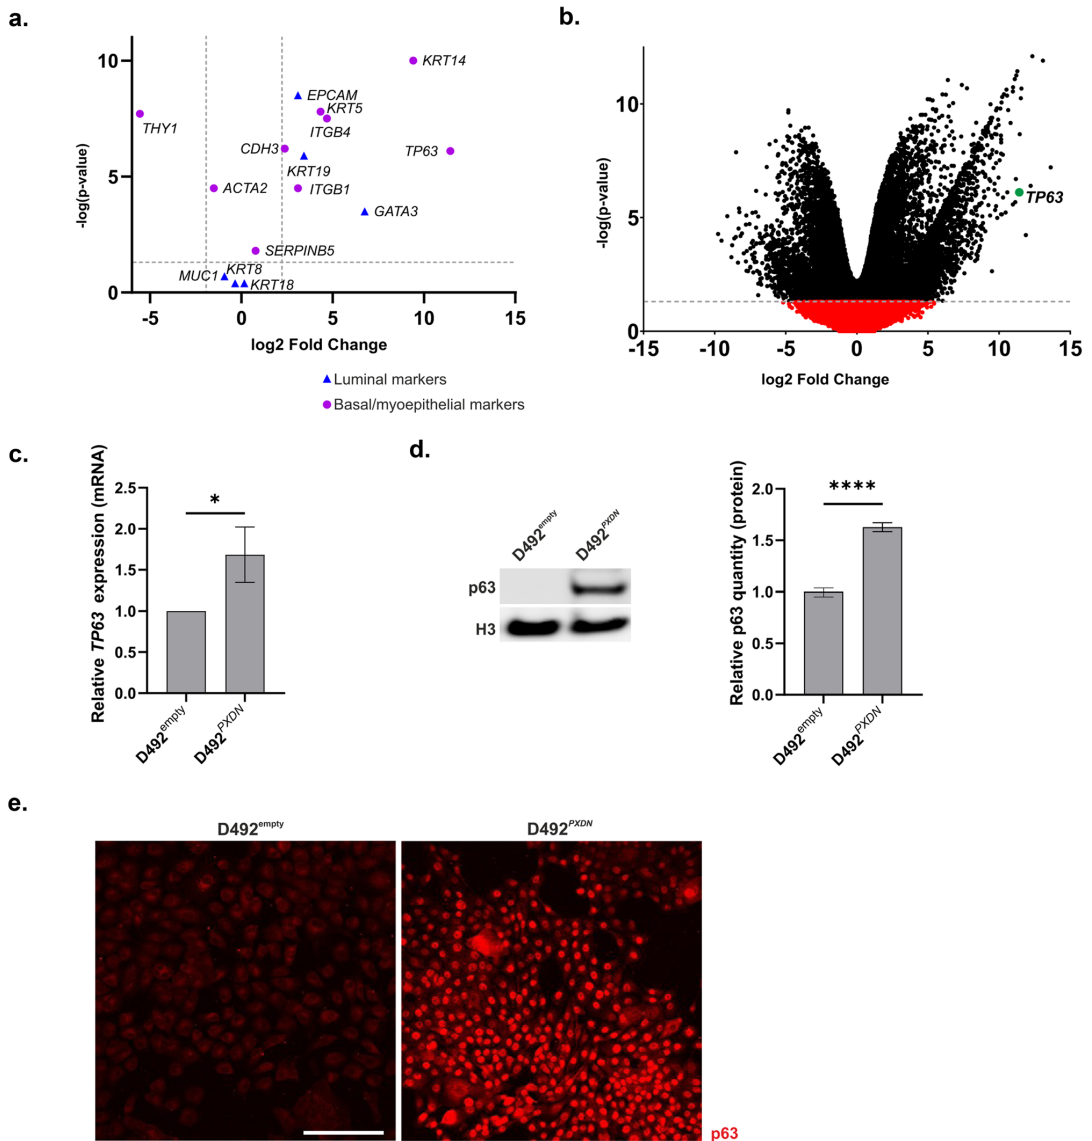 a.
10
5
0
-log(p-value)
KRT14
EPCAM
KRT5
THY1
ITGB4
CDH3
TP63
KRT19
ACTA2
ITGB1
GATA3
SERPINB5
MUC1
KRT8
KRT18
-5
0
5
10
15
log2 Fold Change
Luminal markers
Basal/myoepithelial markers
b.
10
5
0
-log(p-value)
TP63
-15
-10
-5
0
5
10
15
log2 Fold Change
c.
Relative TP63 expression (mRNA)
2.5
2.0
1.5
1.0
0.5
0.0
*
D492empty
D492PXDN
d.
D492empty
D492PXDN
p63
H3
Relative p63 quantity (protein)
2.0
1.5
1.0
0.5
0.0
****
D492empty
D492PXDN
e.
D492empty
D492PXDN
p63